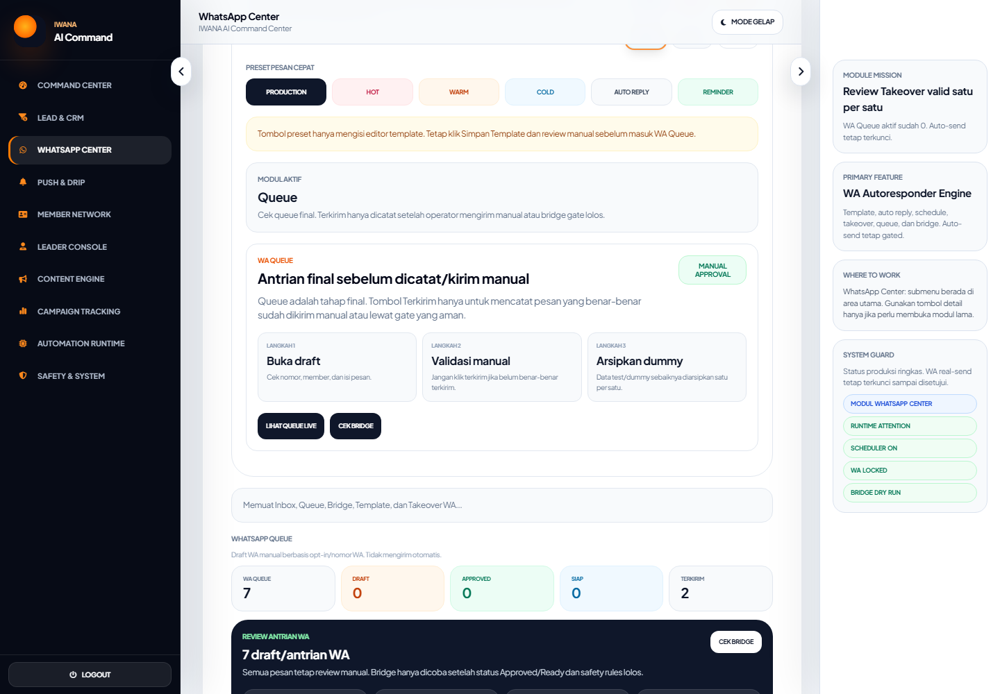 IWANA
AI Command
COMMAND CENTER
LEAD & CRM
WHATSAPP CENTER
PUSH & DRIP
MEMBER NETWORK
LEADER CONSOLE
CONTENT ENGINE
CAMPAIGN TRACKING
AUTOMATION RUNTIME
SAFETY & SYSTEM
LOGOUT
WhatsApp Center
IWANA AI Command Center
MODE GELAP
PRESET PESAN CEPAT
PRODUCTION
HOT
WARM
COLD
AUTO REPLY
REMINDER
Tombol preset hanya mengisi editor template. Tetap klik Simpan Template dan review manual sebelum masuk WA Queue.
MODUL AKTIF
Queue
Cek queue final. Terkirim hanya dicatat setelah operator mengirim manual atau bridge gate lolos.
WA QUEUE
Antrian final sebelum dicatat/kirim manual
MANUAL
APPROVAL
Queue adalah tahap final. Tombol Terkirim hanya untuk mencatat pesan yang benar-benar
sudah dikirim manual atau lewat gate yang aman.
LANGKAH 1
Buka draft
Cek nomor, member, dan isi pesan.
LANGKAH 2
Validasi manual
Jangan klik terkirim jika belum benar-benar
terkirim.
LANGKAH 3
Arsipkan dummy
Data test/dummy sebaiknya diarsipkan satu
per satu.
LIHAT QUEUE LIVE
CEK BRIDGE
Memuat Inbox, Queue, Bridge, Template, dan Takeover WA...
WHATSAPP QUEUE
Draft WA manual berbasis opt-in/nomor WA. Tidak mengirim otomatis.
WA QUEUE
7
DRAFT
0
APPROVED
0
SIAP
0
TERKIRIM
2
REVIEW ANTRIAN WA
7 draft/antrian WA
CEK BRIDGE
Semua pesan tetap review manual. Bridge hanya dicoba setelah status Approved/Ready dan safety rules lolos.
MODULE MISSION
Review Takeover valid satu
per satu
WA Queue aktif sudah 0. Auto-send
tetap terkunci.
PRIMARY FEATURE
WA Autoresponder Engine
Template, auto reply, schedule,
takeover, queue, dan bridge. Auto-
send tetap gated.
WHERE TO WORK
WhatsApp Center: submenu berada di
area utama. Gunakan tombol detail
hanya jika perlu membuka modul lama.
SYSTEM GUARD
Status produksi ringkas. WA real-send
tetap terkunci sampai disetujui.
MODUL WHATSAPP CENTER
RUNTIME ATTENTION
SCHEDULER ON
WA LOCKED
BRIDGE DRY RUN